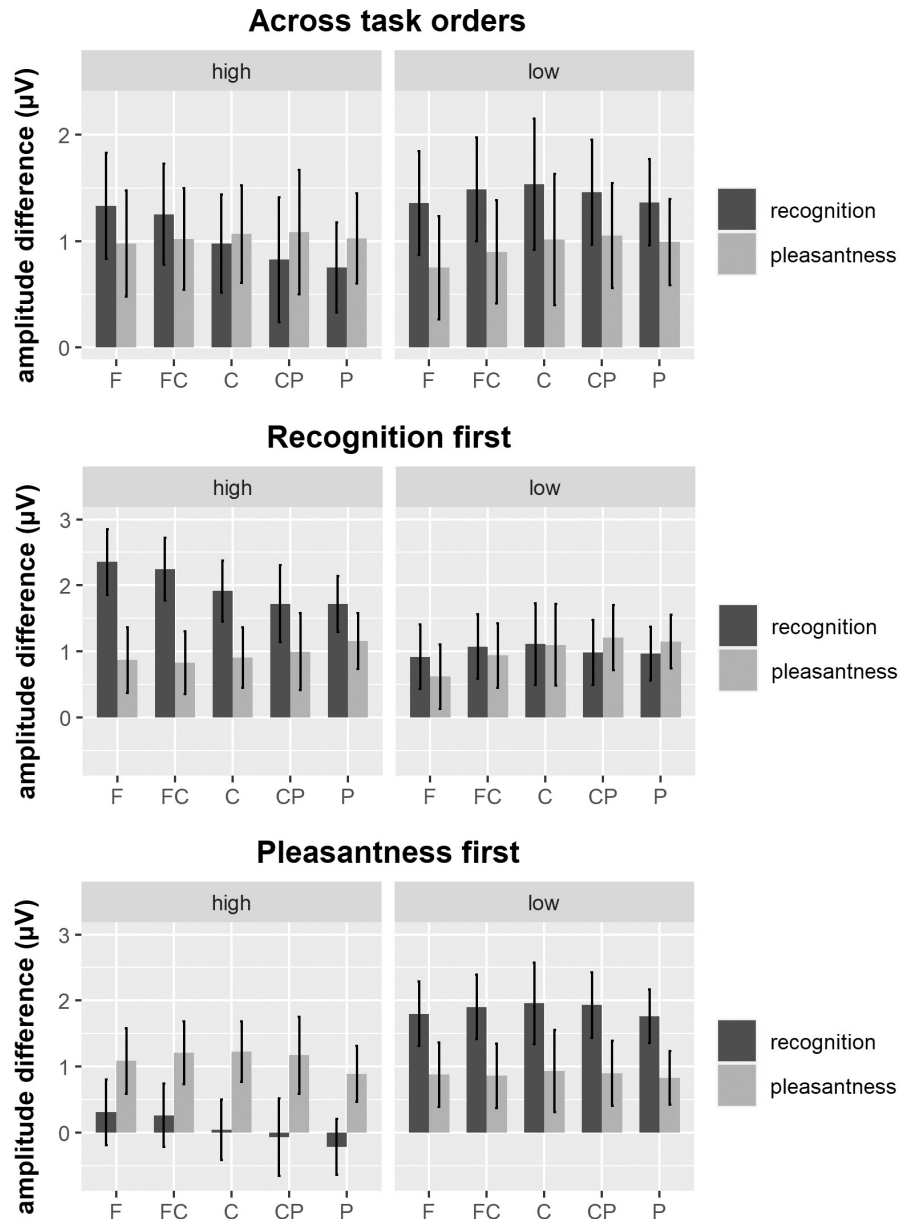 Across task orders
high low
amplitude difference (µV)
2
1
0
F FC C CP P F FC C CP P
recognition
pleasantness
Recognition first
high low
amplitude difference (µV)
3
2
1
0
F FC C CP P F FC C CP P
recognition
pleasantness
Pleasantness first
high low
amplitude difference (µV)
3
2
1
0
F FC C CP P F FC C CP P
recognition
pleasantness